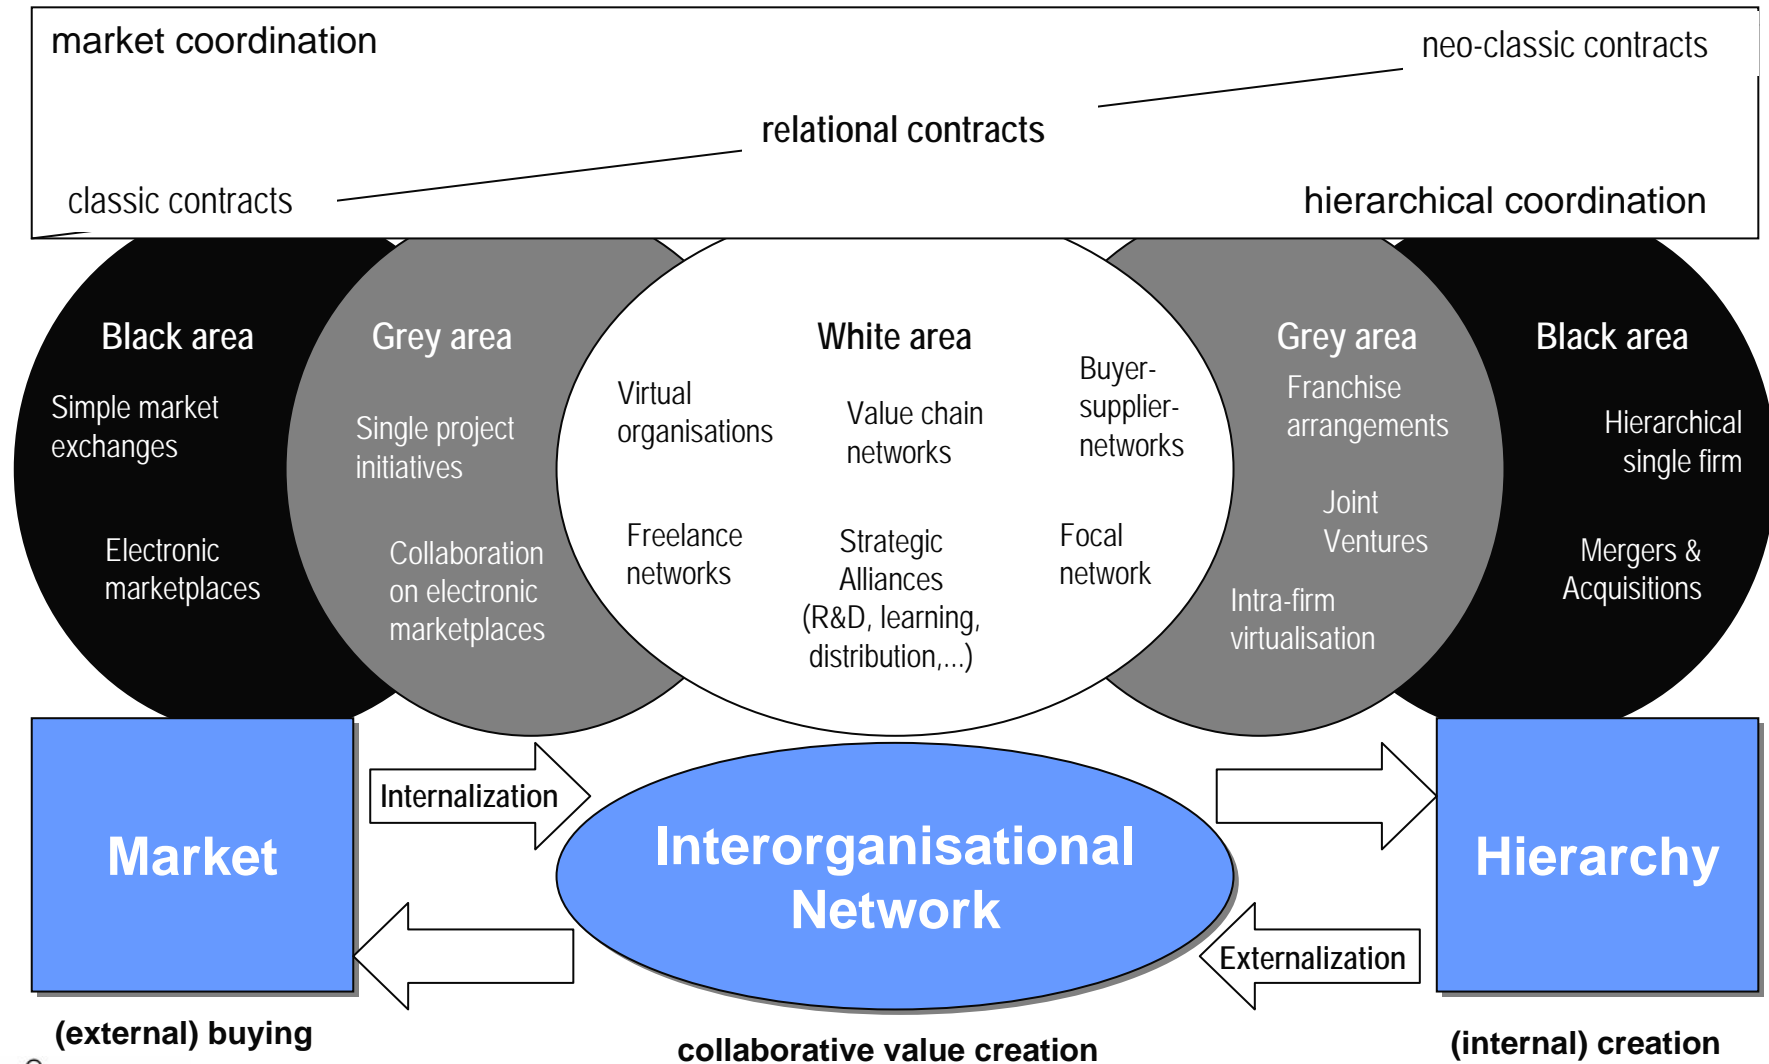 market coordination
neo-classic contracts
relational contracts
classic contracts
hierarchical coordination
Black area
Simple market
exchanges
Electronic
marketplaces
Grey area
Single project
initiatives
Collaboration
on electronic
marketplaces
White area
Virtual
organisations
Value chain
networks
Buyer-
supplier-
networks
Freelance
networks
Strategic
Alliances
(R&D, learning,
distribution,...)
Focal
network
Grey area
Franchise
arrangements
Joint
Ventures
Intra-firm
virtualisation
Black area
Hierarchical
single firm
Mergers &
Acquisitions
Market
Internalization
Interorganisational
Network
Externalization
Hierarchy
(external) buying
collaborative value creation
(internal) creation